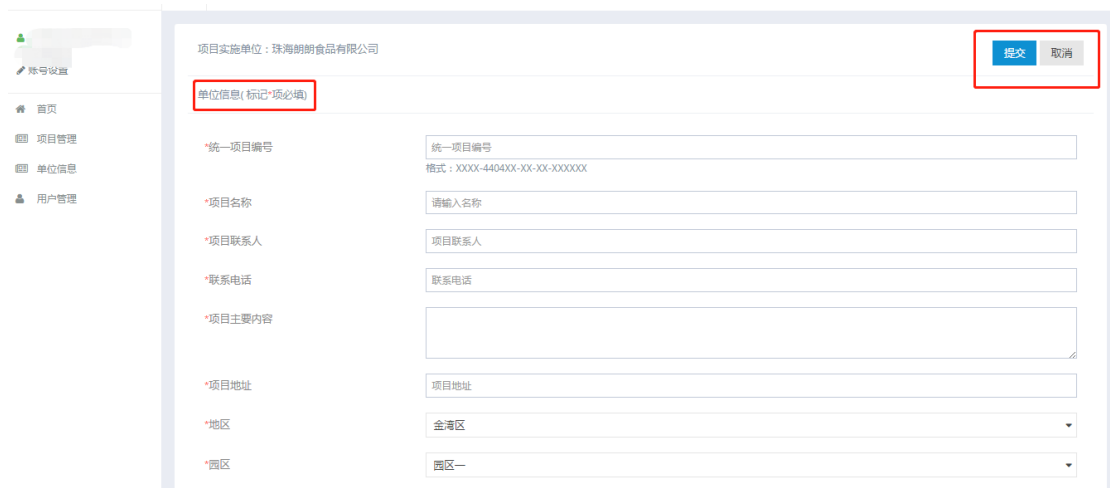 账号设置
首页
项目管理
单位信息
用户管理
项目实施单位：珠海朗朗食品有限公司
提交 取消
单位信息( 标记*项必填)
*统一项目编号 统一项目编号
格式：XXXX-4404XX-XX-XX-XXXXXX
*项目名称 请输入名称
*项目联系人 项目联系人
*联系电话 联系电话
*项目主要内容
*项目地址 项目地址
*地区 金湾区
*园区 园区一